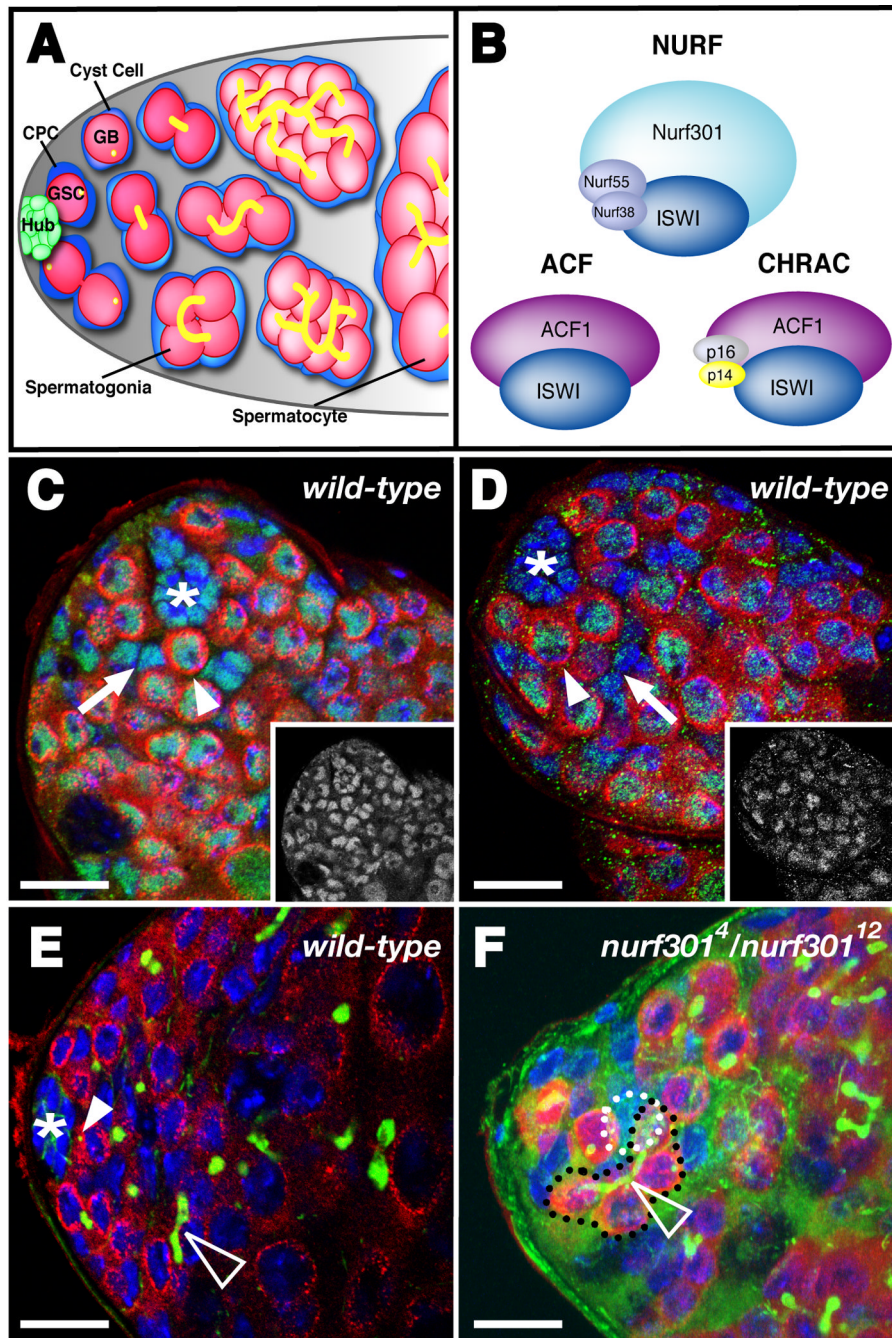 A
Cyst Cell
CPC
GB
GSC
Hub
Spermatogonia
Spermatocyte
B
NURF
Nurf301
Nurf55
Nurf38
ISWI
ACF
ACF1
ISWI
CHRAC
ACF1
p16
p14
ISWI
C
wild-type
*
D
wild-type
*
E
wild-type
*
F
nurf301⁴/nurf301¹²